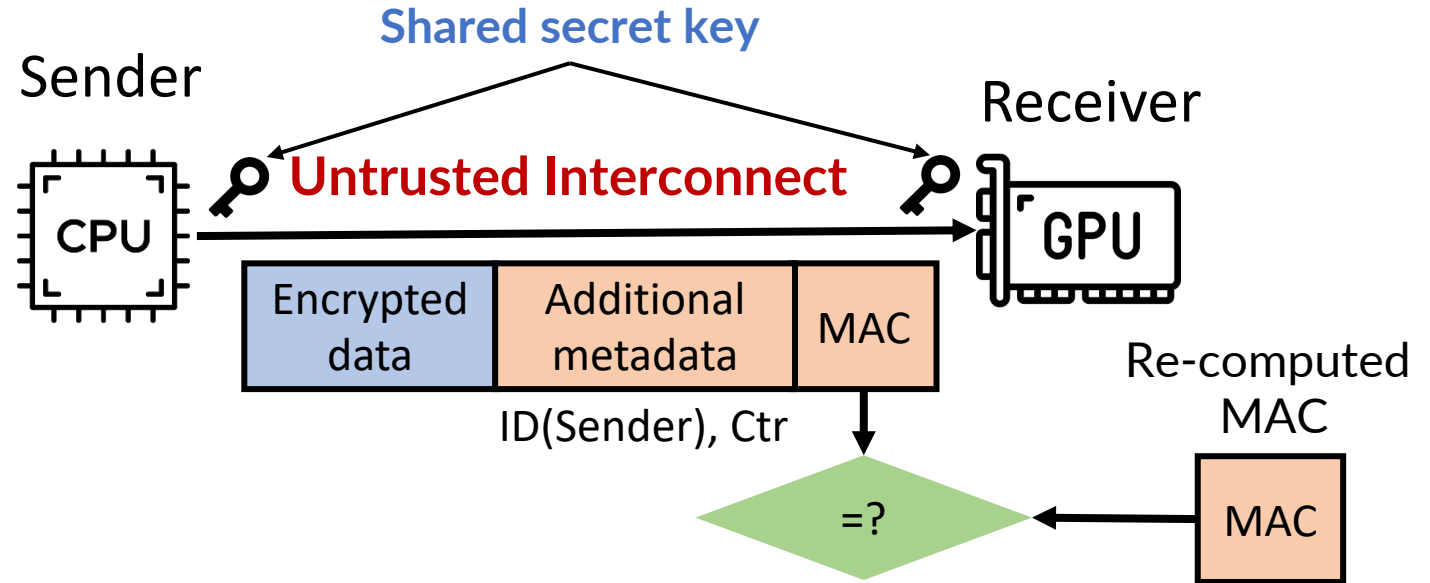 Shared secret key
Sender
Receiver
Untrusted Interconnect
CPU
GPU
Encrypted
data
Additional
metadata
MAC
ID(Sender), Ctr
Re-computed
MAC
=?
MAC